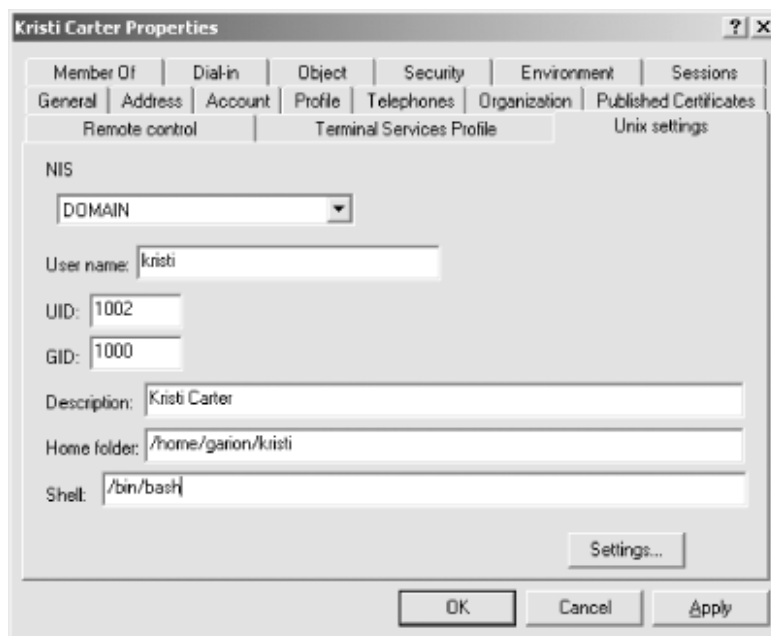 Kristi Carter Properties ? X
Member Of Dial-in Object Security Environment Sessions
General Address Account Profile Telephones Organization Published Certificates
Remote control Terminal Services Profile Unix settings
NIS
DOMAIN
User name: kristi
UID: 1002
GID: 1000
Description: Kristi Carter
Home folder: /home/garion/kristi
Shell: /bin/bash
Settings...
OK Cancel Apply